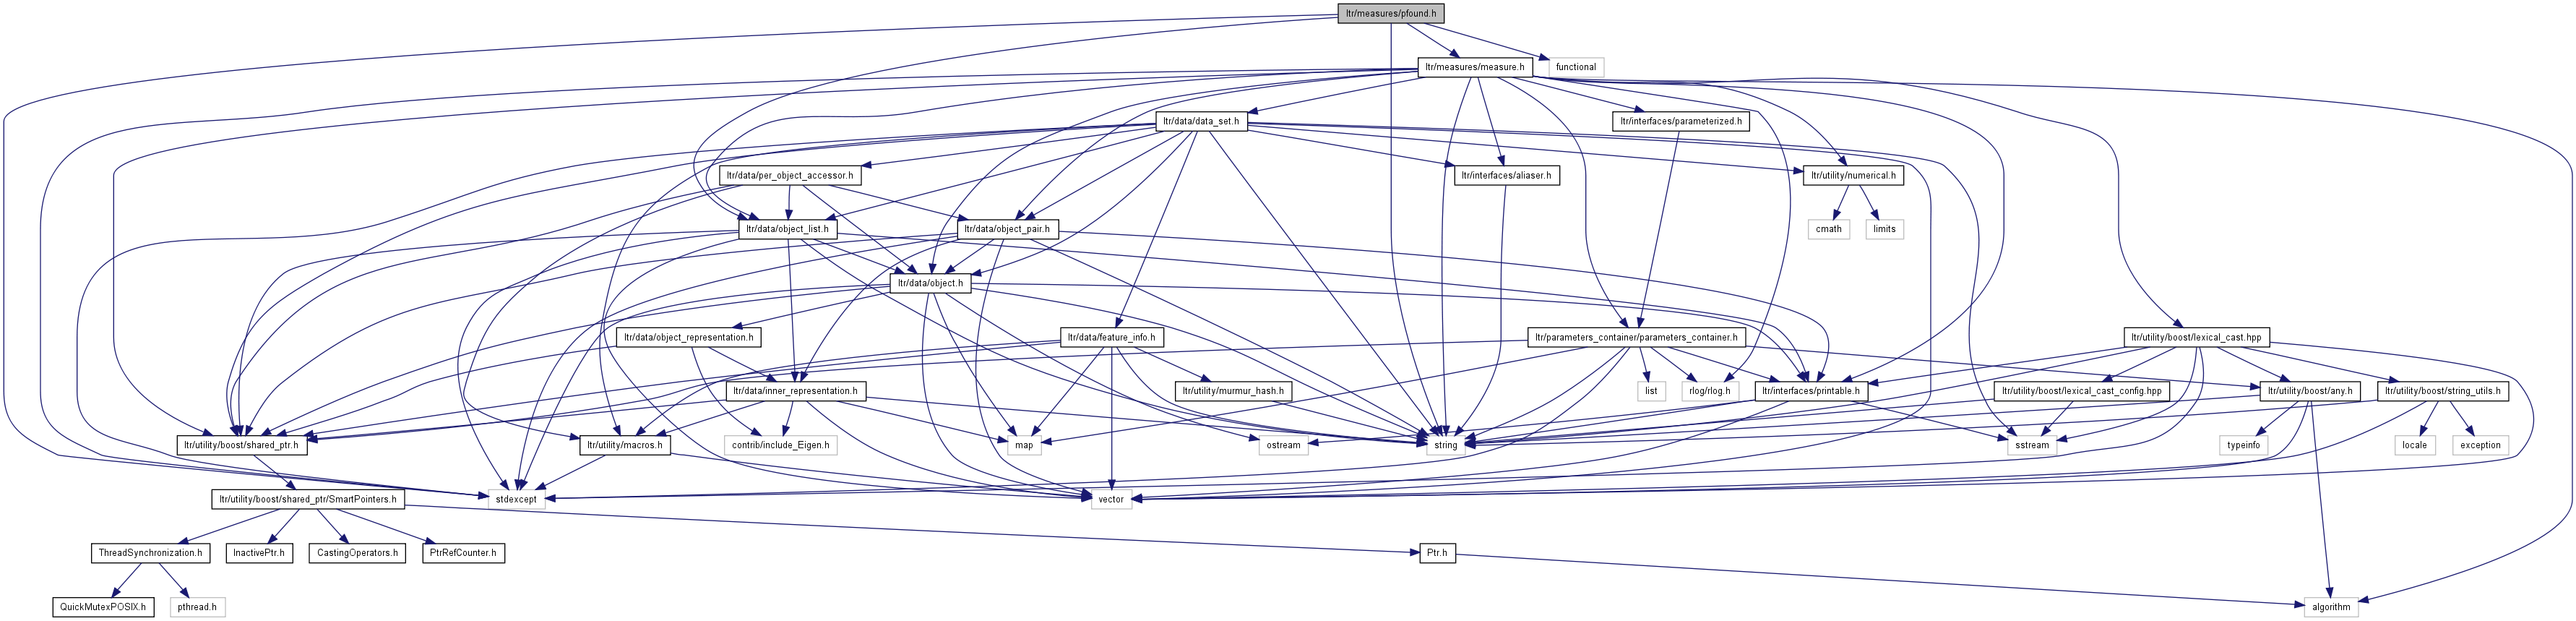 ltr/measures/pfound.h
ltr/measures/measure.h
functional
ltr/data/data_set.h
ltr/interfaces/parameterized.h
ltr/data/per_object_accessor.h
ltr/interfaces/aliaser.h
ltr/utility/numerical.h
ltr/data/object_list.h
ltr/data/object_pair.h
cmath
limits
ltr/data/object.h
ltr/data/object_representation.h
ltr/data/feature_info.h
ltr/parameters_container/parameters_container.h
ltr/utility/boost/lexical_cast.hpp
ltr/data/inner_representation.h
ltr/utility/murmur_hash.h
list
rlog/rlog.h
ltr/interfaces/printable.h
ltr/utility/boost/lexical_cast_config.hpp
ltr/utility/boost/any.h
ltr/utility/boost/string_utils.h
ltr/utility/boost/shared_ptr.h
ltr/utility/macros.h
contrib/include_Eigen.h
map
ostream
string
sstream
typeinfo
locale
exception
ltr/utility/boost/shared_ptr/SmartPointers.h
stdexcept
vector
ThreadSynchronization.h
InactivePtr.h
CastingOperators.h
PtrRefCounter.h
Ptr.h
QuickMutexPOSIX.h
pthread.h
algorithm